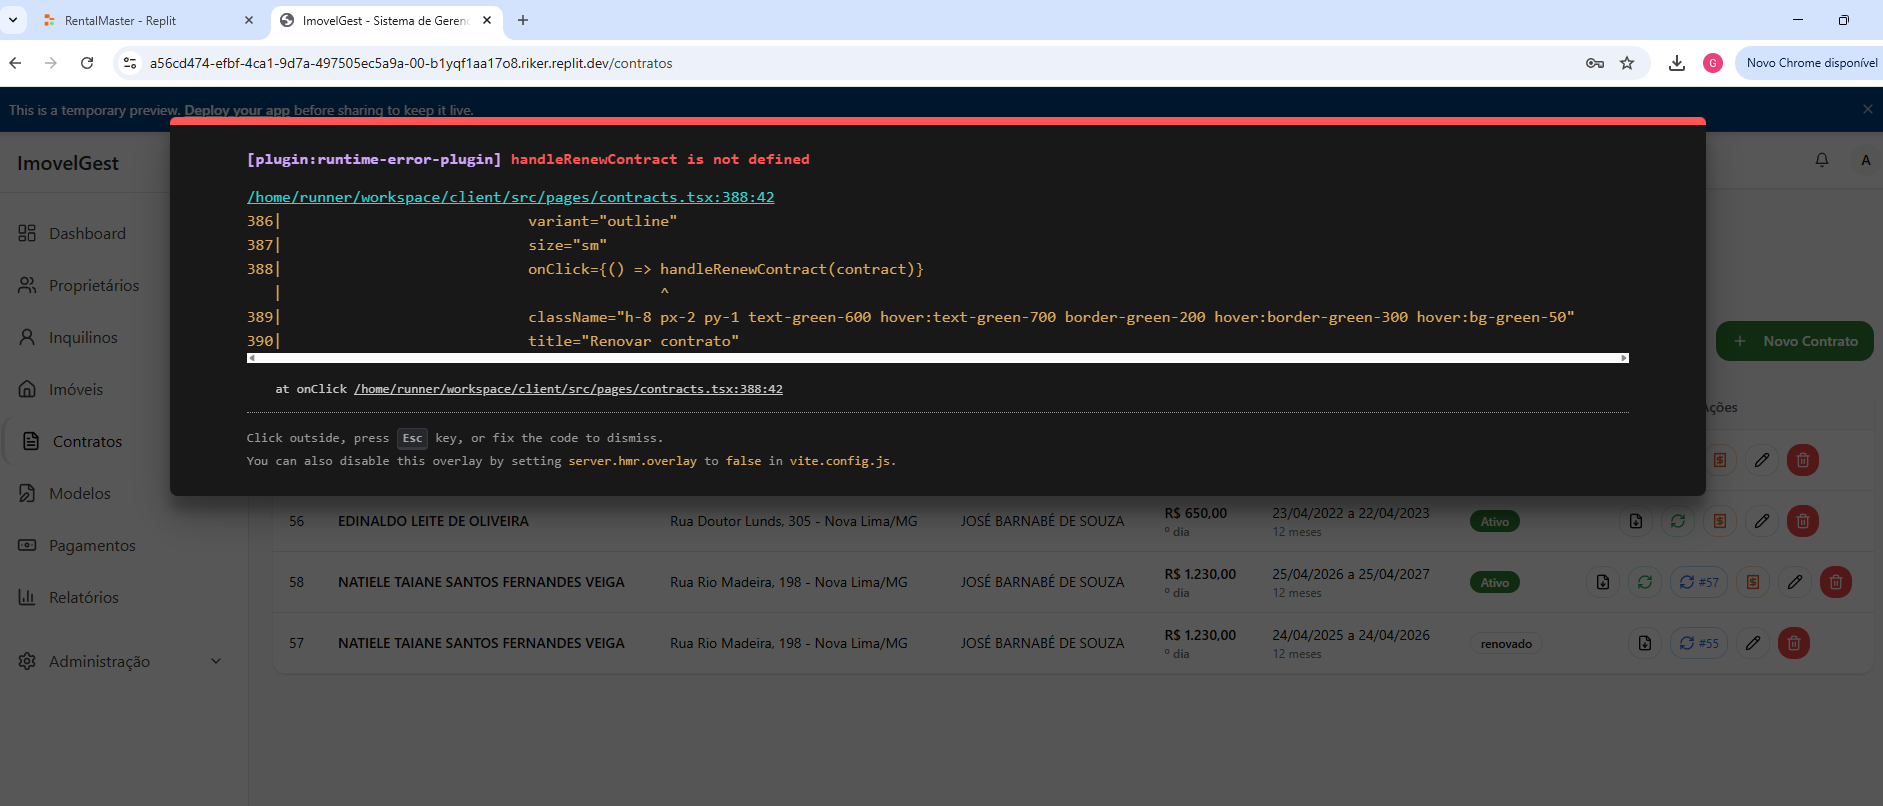 RentalMaster - Replit
ImovelGest - Sistema de Geren
a56cd474-efbf-4ca1-9d7a-497505ec5a9a-00-b1yqf1aa17o8.riker.replit.dev/contratos
G
Novo Chrome disponível
This is a temporary preview. Deploy your app before sharing to keep it live.
ImovelGest
A
[plugin:runtime-error-plugin] handleRenewContract is not defined
/home/runner/workspace/client/src/pages/contracts.tsx:388:42
386| variant="outline"
387| size="sm"
388| onClick={() => handleRenewContract(contract)}
| ^
389| className="h-8 px-2 py-1 text-green-600 hover:text-green-700 border-green-200 hover:border-green-300 hover:bg-green-50"
390| title="Renovar contrato"
at onClick /home/runner/workspace/client/src/pages/contracts.tsx:388:42
Click outside, press Esc key, or fix the code to dismiss.
You can also disable this overlay by setting server.hmr.overlay to false in vite.config.js.
Dashboard
Proprietários
Inquilinos
Imóveis
Contratos
Modelos
Pagamentos
Relatórios
Administração
Novo Contrato
Ações
56 EDINALDO LEITE DE OLIVEIRA Rua Doutor Lunds, 305 - Nova Lima/MG JOSÉ BARNABÉ DE SOUZA R$ 650,00 23/04/2022 a 22/04/2023 Ativo
º dia 12 meses
58 NATIELE TAIANE SANTOS FERNANDES VEIGA Rua Rio Madeira, 198 - Nova Lima/MG JOSÉ BARNABÉ DE SOUZA R$ 1.230,00 25/04/2026 a 25/04/2027 Ativo #57
º dia 12 meses
57 NATIELE TAIANE SANTOS FERNANDES VEIGA Rua Rio Madeira, 198 - Nova Lima/MG JOSÉ BARNABÉ DE SOUZA R$ 1.230,00 24/04/2025 a 24/04/2026 renovado #55
º dia 12 meses